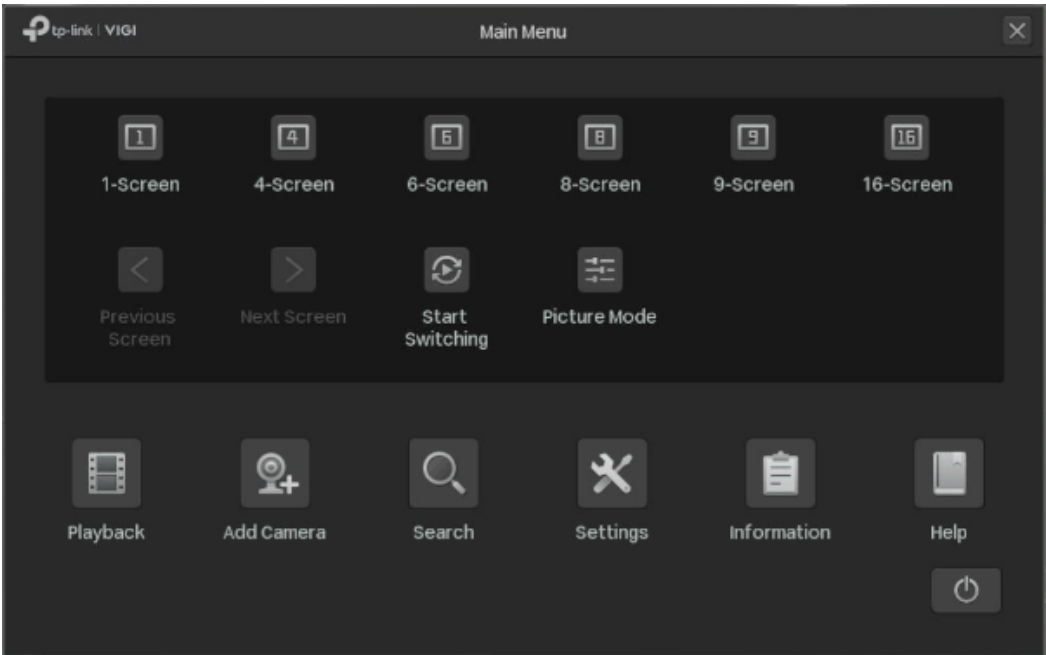 tp-link | VIGI
Main Menu
1
4
6
8
9
16
1-Screen
4-Screen
6-Screen
8-Screen
9-Screen
16-Screen
Previous
Screen
Next Screen
Start
Switching
Picture Mode
Playback
Add Camera
Search
Settings
Information
Help